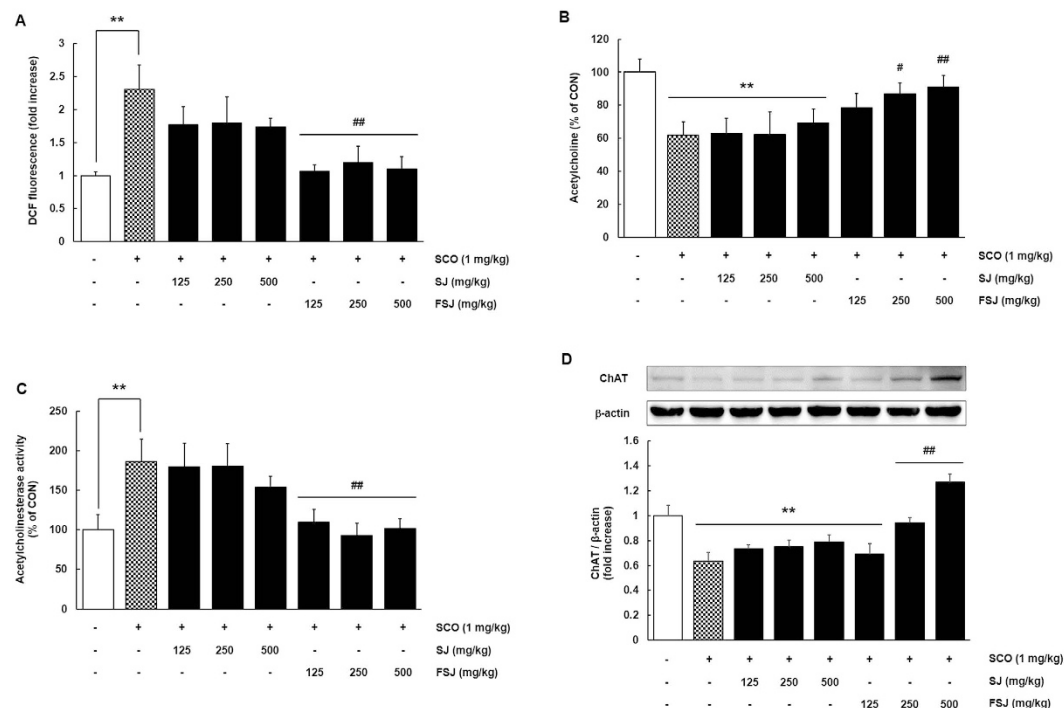 A
**
##
DCF fluorescence (fold increase)
3
2.5
2
1.5
1
0.5
0
- + + + + + + + SCO (1 mg/kg)
- - 125 250 500 - - - SJ (mg/kg)
- - - - - 125 250 500 FSJ (mg/kg)
B
**
#
##
Acetylcholine (% of CON)
120
100
80
60
40
20
0
- + + + + + + + SCO (1 mg/kg)
- - 125 250 500 - - - SJ (mg/kg)
- - - - - 125 250 500 FSJ (mg/kg)
C
**
##
Acetylcholinesterase activity
(% of CON)
250
200
150
100
50
0
- + + + + + + + SCO (1 mg/kg)
- - 125 250 500 - - - SJ (mg/kg)
- - - - - 125 250 500 FSJ (mg/kg)
D
ChAT
β-actin
**
##
ChAT / β-actin
(fold increase)
1.6
1.4
1.2
1
0.8
0.6
0.4
0.2
0
- + + + + + + + SCO (1 mg/kg)
- - 125 250 500 - - - SJ (mg/kg)
- - - - - 125 250 500 FSJ (mg/kg)